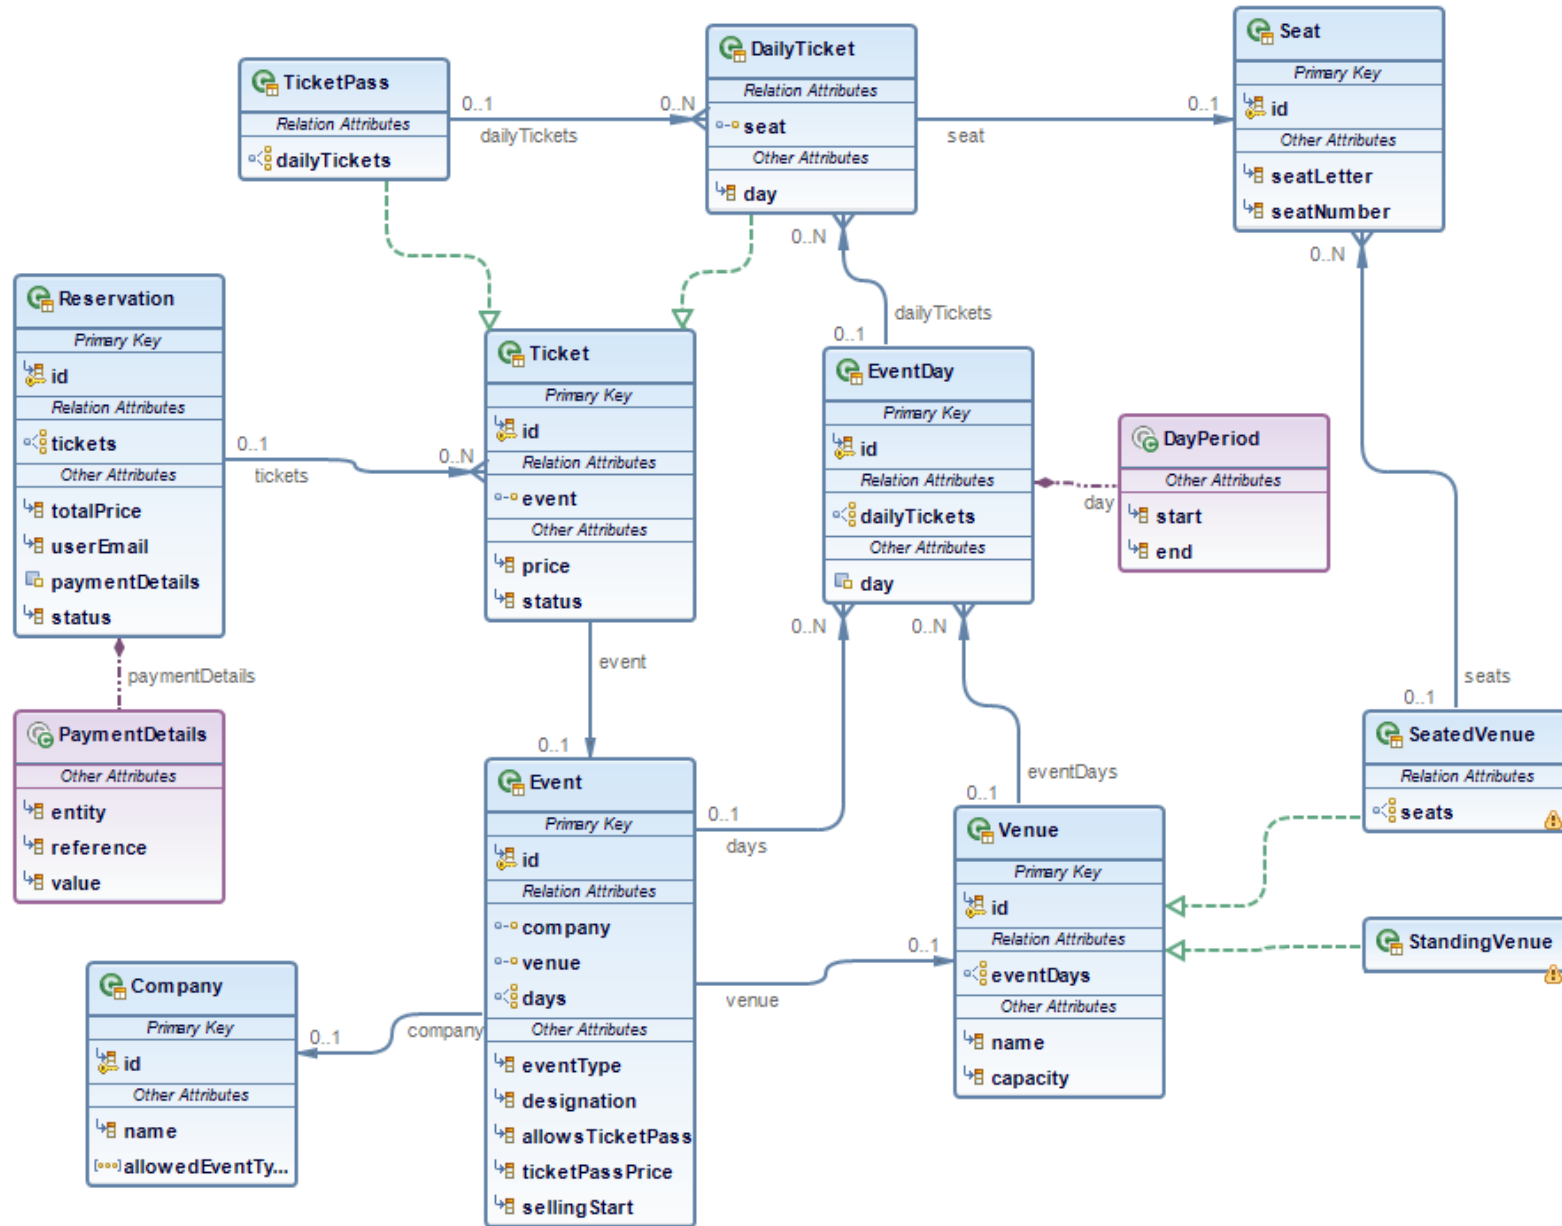 TicketPass
Relation Attributes
dailyTickets
0..1
0..N
dailyTickets
DailyTicket
Relation Attributes
seat
Other Attributes
day
seat
0..1
Seat
Primary Key
id
Other Attributes
seatLetter
seatNumber
0..N
0..N
dailyTickets
0..1
Reservation
Primary Key
id
Relation Attributes
tickets
Other Attributes
totalPrice
userEmail
paymentDetails
status
0..1
tickets
0..N
Ticket
Primary Key
id
Relation Attributes
event
Other Attributes
price
status
EventDay
Primary Key
id
Relation Attributes
dailyTickets
Other Attributes
day
day
DayPeriod
Other Attributes
start
end
0..N
0..N
paymentDetails
PaymentDetails
Other Attributes
entity
reference
value
event
0..1
Event
Primary Key
id
Relation Attributes
company
venue
days
Other Attributes
eventType
designation
allowsTicketPass
ticketPassPrice
sellingStart
0..1
days
eventDays
0..1
Venue
Primary Key
id
Relation Attributes
eventDays
Other Attributes
name
capacity
seats
0..1
SeatedVenue
Relation Attributes
seats
StandingVenue
0..1
venue
company
0..1
Company
Primary Key
id
Other Attributes
name
allowedEventTy...